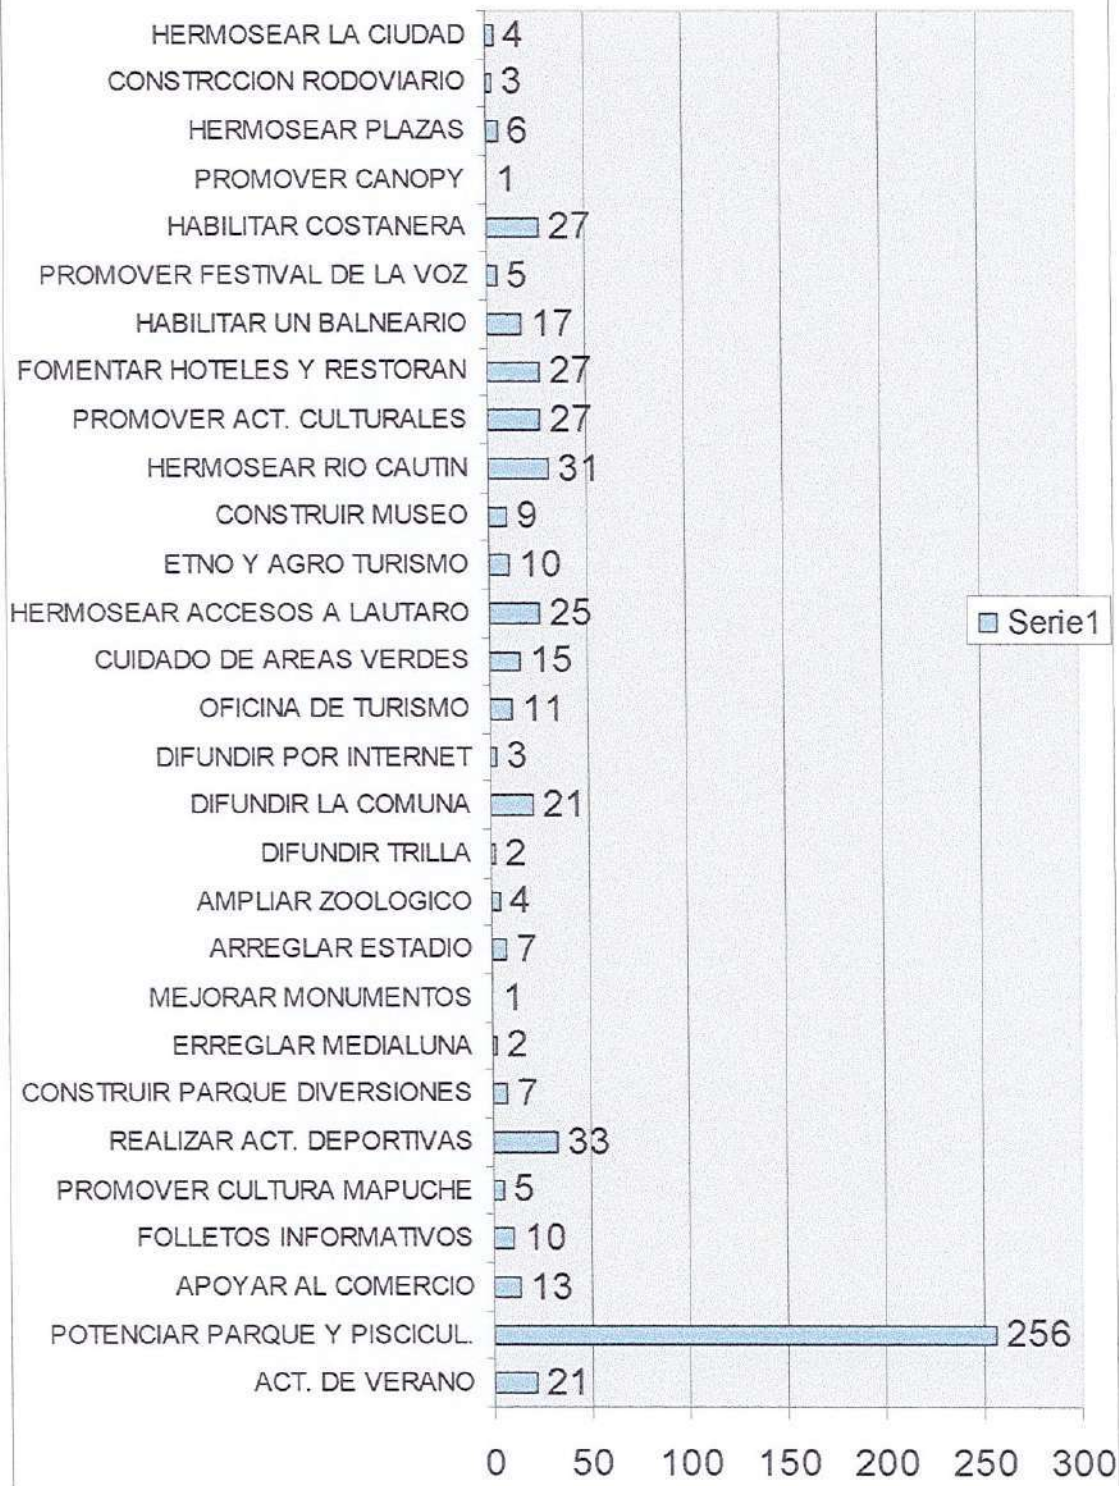 HERMOSEAR LA CIUDAD 4
CONSTRCCION RODOVIARIO 3
HERMOSEAR PLAZAS 6
PROMOVER CANOPY 1
HABILITAR COSTANERA 27
PROMOVER FESTIVAL DE LA VOZ 5
HABILITAR UN BALNEARIO 17
FOMENTAR HOTELES Y RESTORAN 27
PROMOVER ACT. CULTURALES 27
HERMOSEAR RIO CAUTIN 31
CONSTRUIR MUSEO 9
ETNO Y AGRO TURISMO 10
HERMOSEAR ACCESOS A LAUTARO 25
Serie1
CUIDADO DE AREAS VERDES 15
OFICINA DE TURISMO 11
DIFUNDIR POR INTERNET 3
DIFUNDIR LA COMUNA 21
DIFUNDIR TRILLA 2
AMPLIAR ZOOLOGICO 4
ARREGLAR ESTADIO 7
MEJORAR MONUMENTOS 1
ERREGLAR MEDIALUNA 2
CONSTRUIR PARQUE DIVERSIONES 7
REALIZAR ACT. DEPORTIVAS 33
PROMOVER CULTURA MAPUCHE 5
FOLLETOS INFORMATIVOS 10
APOYAR AL COMERCIO 13
POTENCIAR PARQUE Y PISCICUL. 256
ACT. DE VERANO 21
0 50 100 150 200 250 300